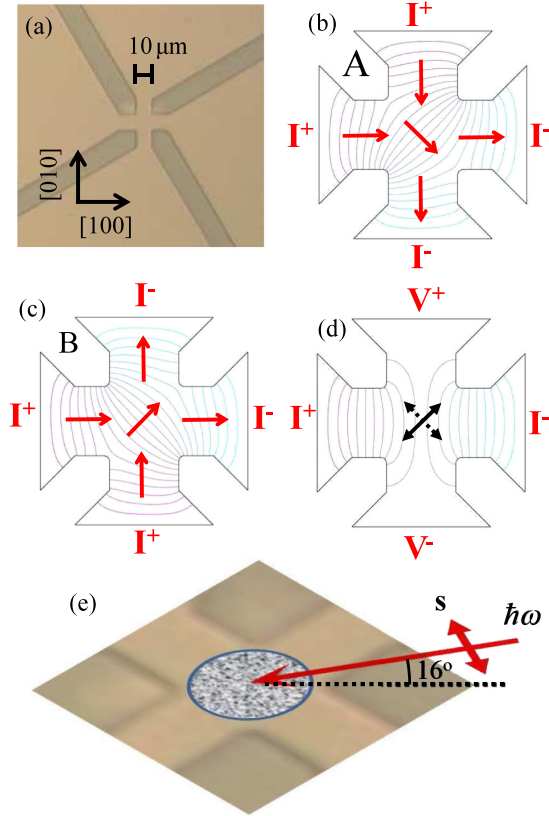 (a)
10 μm
[010]
[100]
(b)
A
I⁺
I⁺
I⁻
I⁻
(c)
B
I⁻
I⁺
I⁻
I⁺
(d)
V⁺
I⁺
I⁻
V⁻
(e)
s
ℏω
16°